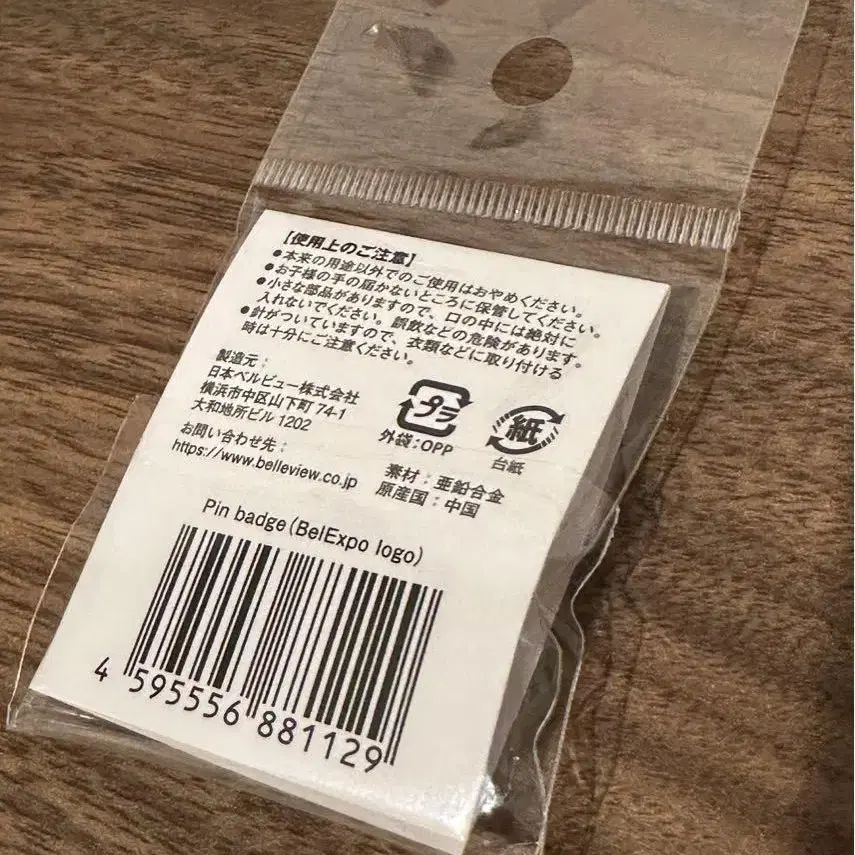 【使用上のご注意】
●本来の用途以外でのご使用はおやめください。
●お子様の手の届かないところに保管してください。
●小さな部品がありますので、口の中には絶対に
入れないでください。誤飲などの危険があります。
●針がついていますので、衣類などに取り付ける
時は十分にご注意ください。
製造元：
日本ベルビュー株式会社
横浜市中区山下町 74-1
大和地所ビル 1202
お問い合わせ先：
https://www.belleview.co.jp
プラ
外袋：OPP
紙
台紙
素材：亜鉛合金
原産国：中国
Pin badge（BelExpo logo）
4 595556 881129